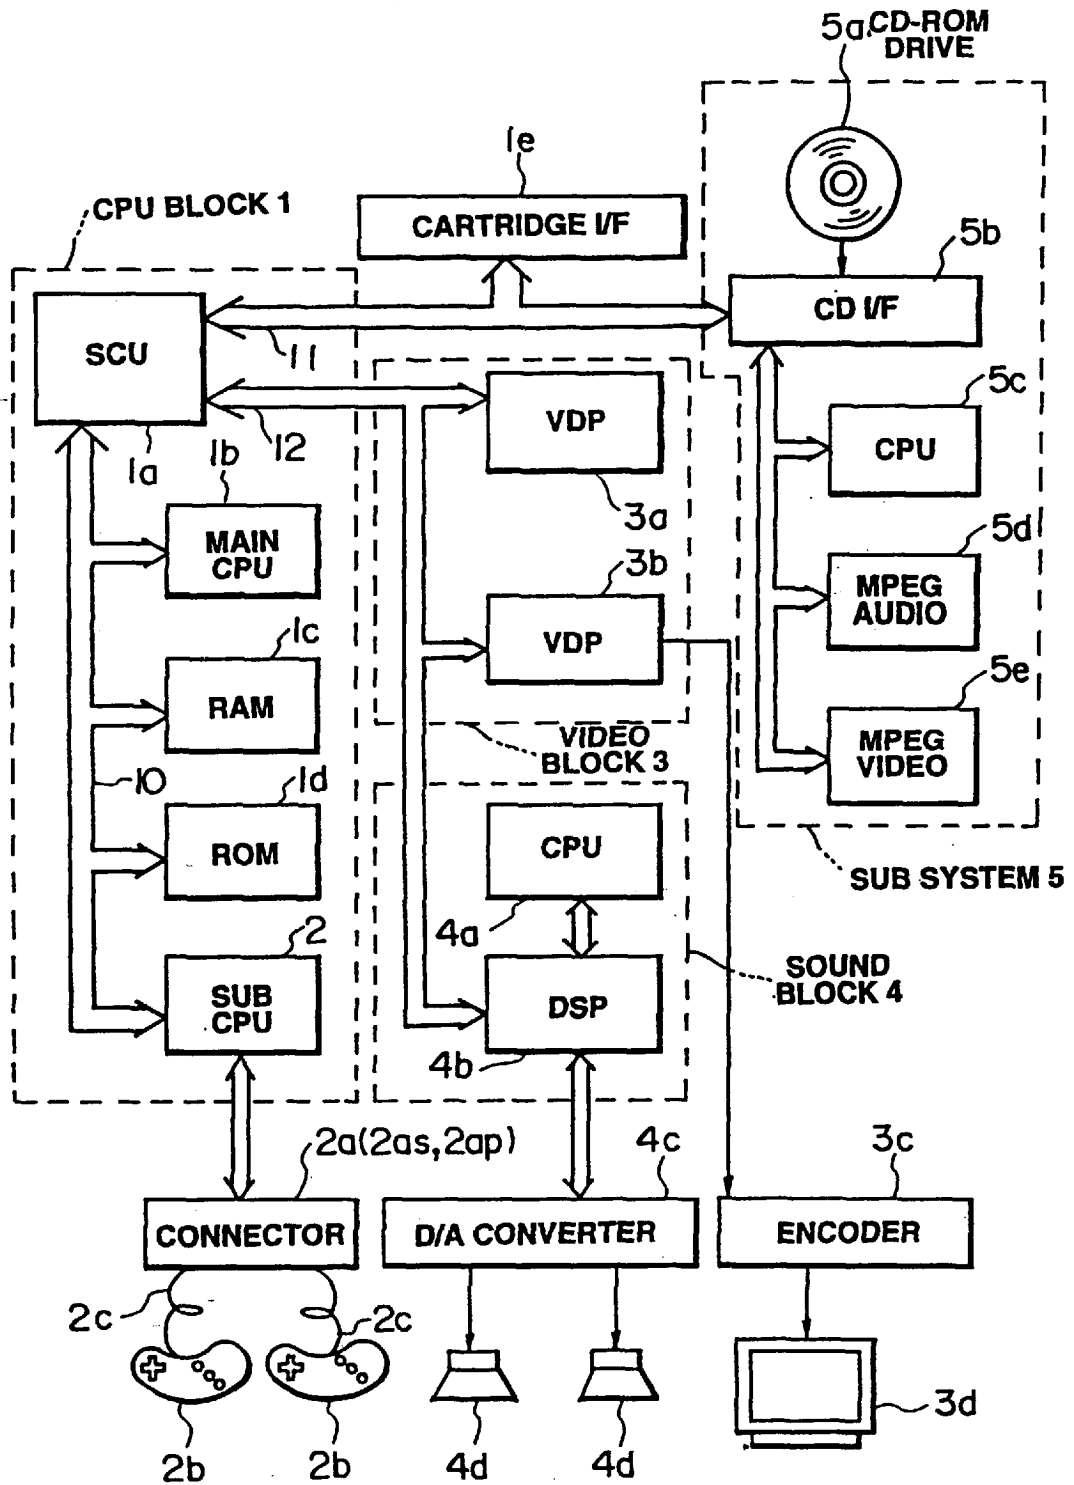 5a
CD-ROM
DRIVE
1e
CPU BLOCK 1
CARTRIDGE I/F
5b
CD I/F
SCU
11
5c
VDP
12
1a
1b
CPU
3a
MAIN
CPU
5d
3b
MPEG
AUDIO
1c
VDP
RAM
5e
VIDEO
BLOCK 3
MPEG
VIDEO
10
1d
ROM
CPU
SUB SYSTEM 5
4a
2
SUB
CPU
DSP
SOUND
BLOCK 4
4b
2a(2as,2ap)
4c
3c
CONNECTOR
D/A CONVERTER
ENCODER
2c
2c
3d
2b
2b
4d
4d